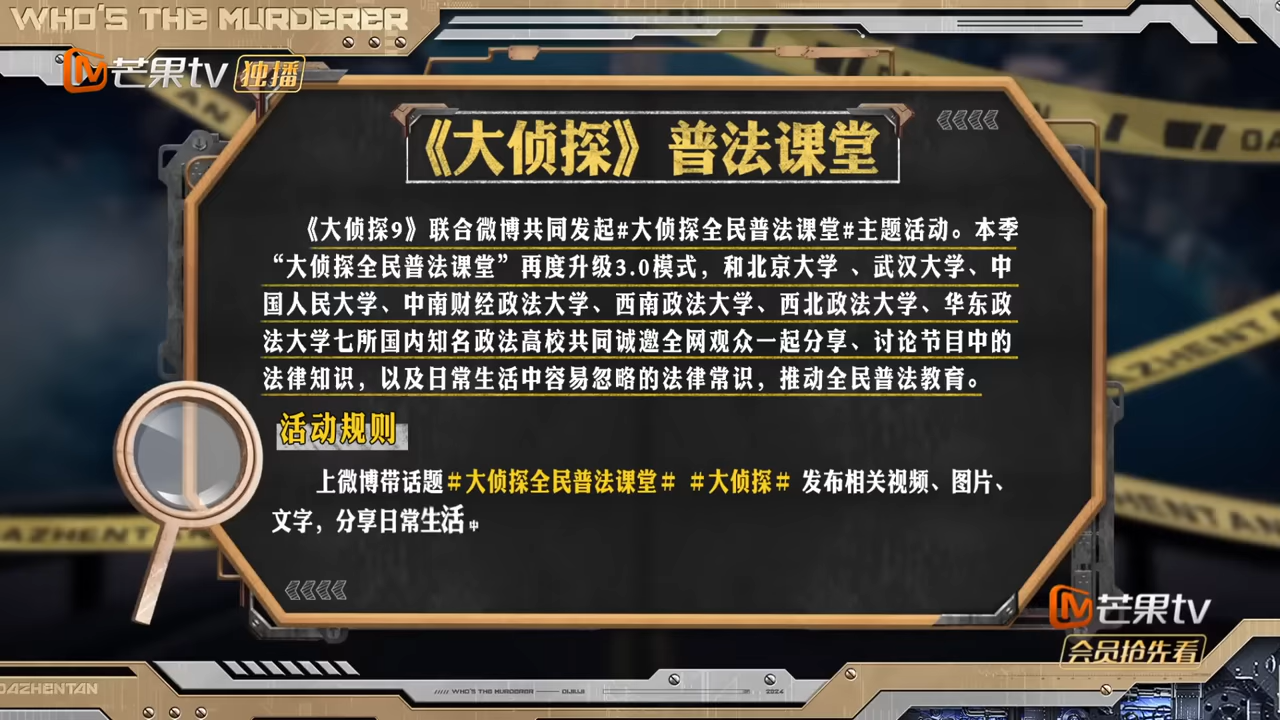 WHO'S THE MURDERER
芒果tv 独播
《大侦探》普法课堂
《大侦探9》联合微博共同发起#大侦探全民普法课堂#主题活动。本季
“大侦探全民普法课堂”再度升级3.0模式，和北京大学 、武汉大学、中
国人民大学、中南财经政法大学、西南政法大学、西北政法大学、华东政
法大学七所国内知名政法高校共同诚邀全网观众一起分享、讨论节目中的
法律知识，以及日常生活中容易忽略的法律常识，推动全民普法教育。
活动规则
上微博带话题#大侦探全民普法课堂# #大侦探# 发布相关视频、图片、
文字，分享日常生活中
芒果tv
会员抢先看
DAZHENTAN
WHO'S THE MURDERER
2024
AZHENTAN
AZHENTAN
HENTAN